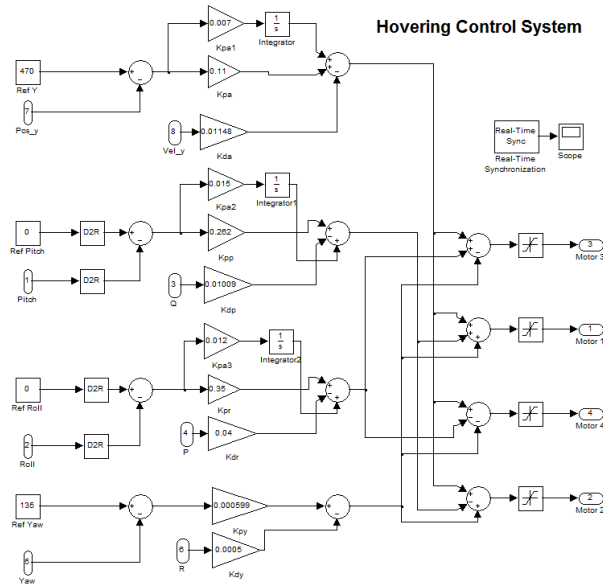 Hovering Control System
0.007
1
s
Kpa1
Integrator
470
Ref Y
0.11
Kpa
7
Pos_y
8
Vel_y
0.01148
Kda
Real-Time
Sync
Real-Time
Synchronization
Scope
0.015
1
s
Kpa2
Integrator1
0
Ref Pitch
D2R
0.262
Kpp
1
Pitch
D2R
3
Q
0.01009
Kdp
3
Motor 3
1
Motor 1
0.012
1
s
Kpa3
Integrator2
0
Ref Roll
D2R
0.35
Kpr
2
Roll
D2R
4
P
0.04
Kdr
4
Motor 4
135
Ref Yaw
0.000599
Kpy
2
Motor 2
5
Yaw
6
R
0.0005
Kdy